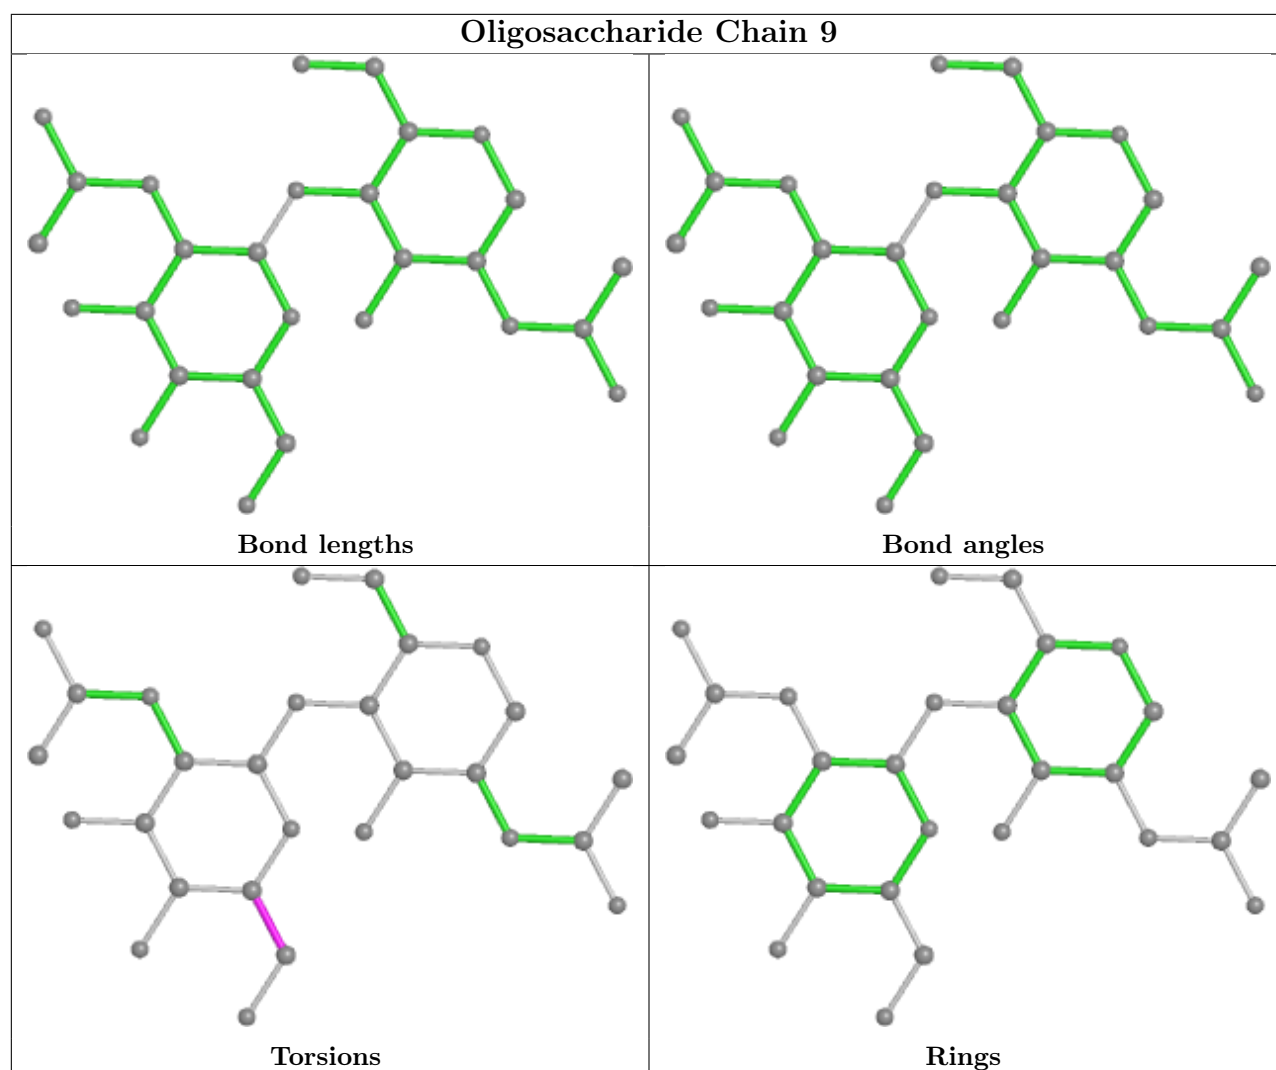 Oligosaccharide Chain 9
Bond lengths
Bond angles
Torsions
Rings